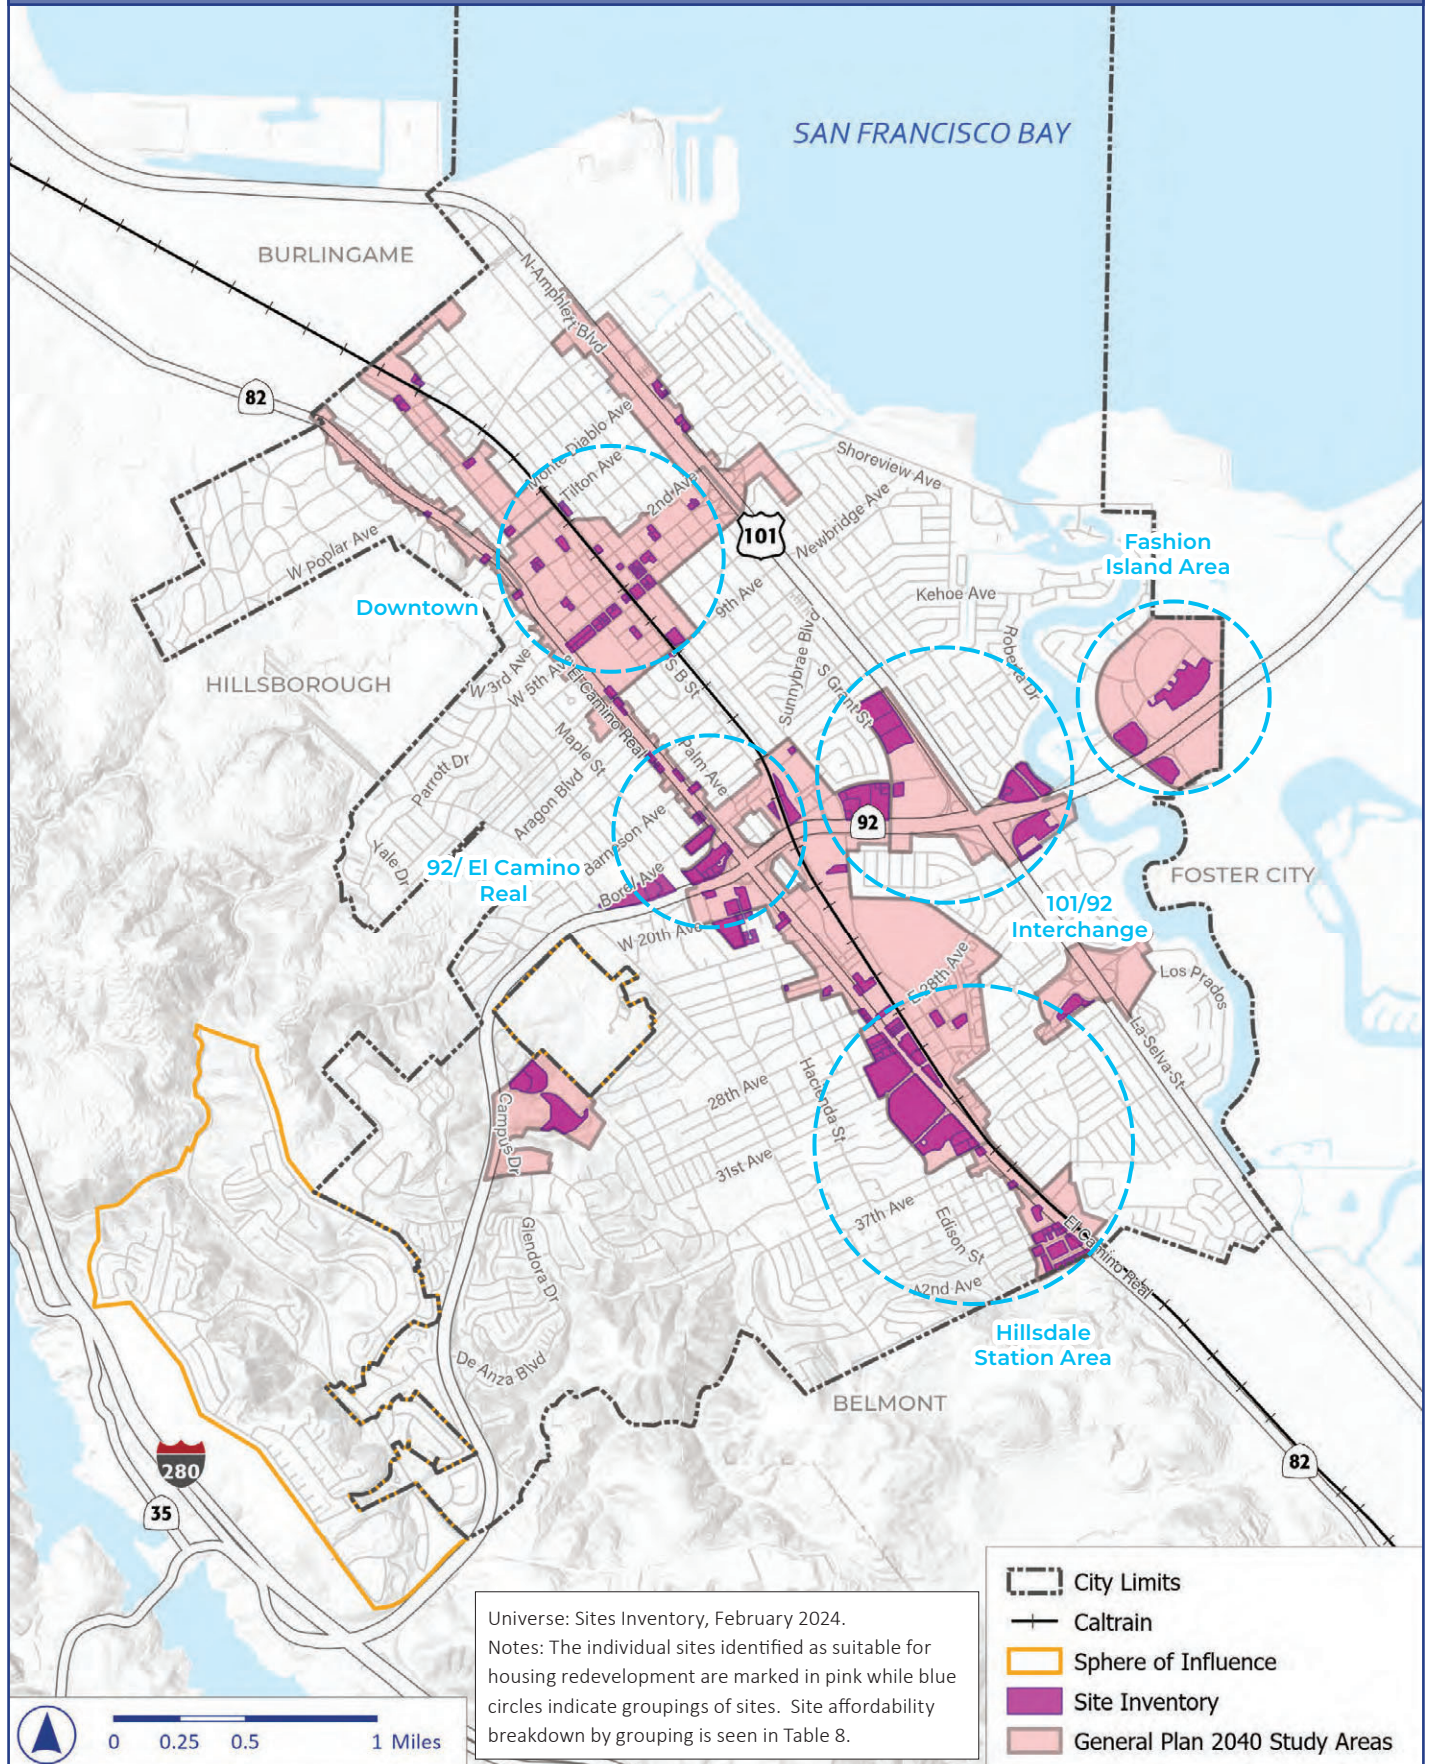 SAN FRANCISCO BAY
BURLINGAME
N Amphlett Blvd
82
Monte Diablo Ave
Tilton Ave
2nd Ave
Shoreview Ave
Newbridge Ave
101
W Poplar Ave
Fashion
Island Area
Downtown
9th Ave
Kehoe Ave
Sunnybrae Blvd
Roberta Dr
S Grant St
HILLSBOROUGH
W 3rd Ave
W 5th Ave
El Camino Real
S B St
Maple St
Palm Ave
Parrott Dr
Aragon Blvd
Barneson Ave
Yale Dr
92
92/ El Camino
Real
Borel Ave
FOSTER CITY
101/92
Interchange
W 20th Ave
E 28th Ave
Los Prados
La Selva St
Campus Dr
28th Ave
Hacienda St
31st Ave
37th Ave
Edison St
Glendora Dr
El Camino Real
42nd Ave
Hillsdale
Station Area
De Anza Blvd
BELMONT
280
35
82
Universe: Sites Inventory, February 2024.
Notes: The individual sites identified as suitable for
housing redevelopment are marked in pink while blue
circles indicate groupings of sites. Site affordability
breakdown by grouping is seen in Table 8.
City Limits
Caltrain
Sphere of Influence
Site Inventory
General Plan 2040 Study Areas
0 0.25 0.5 1 Miles